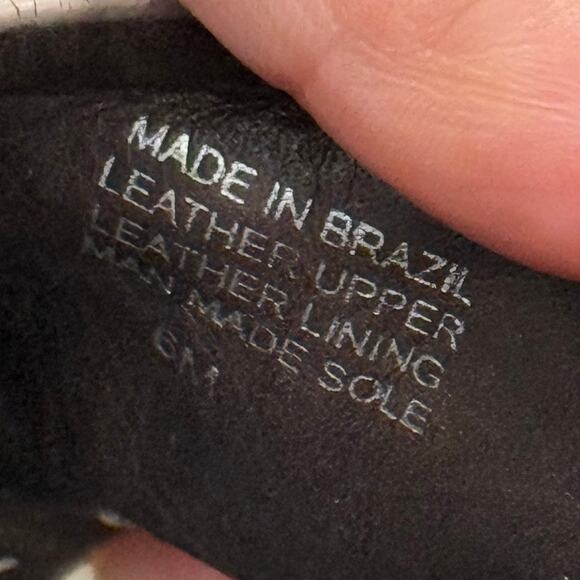 MADE IN BRAZIL
LEATHER UPPER
LEATHER LINING
MAN MADE SOLE
6M